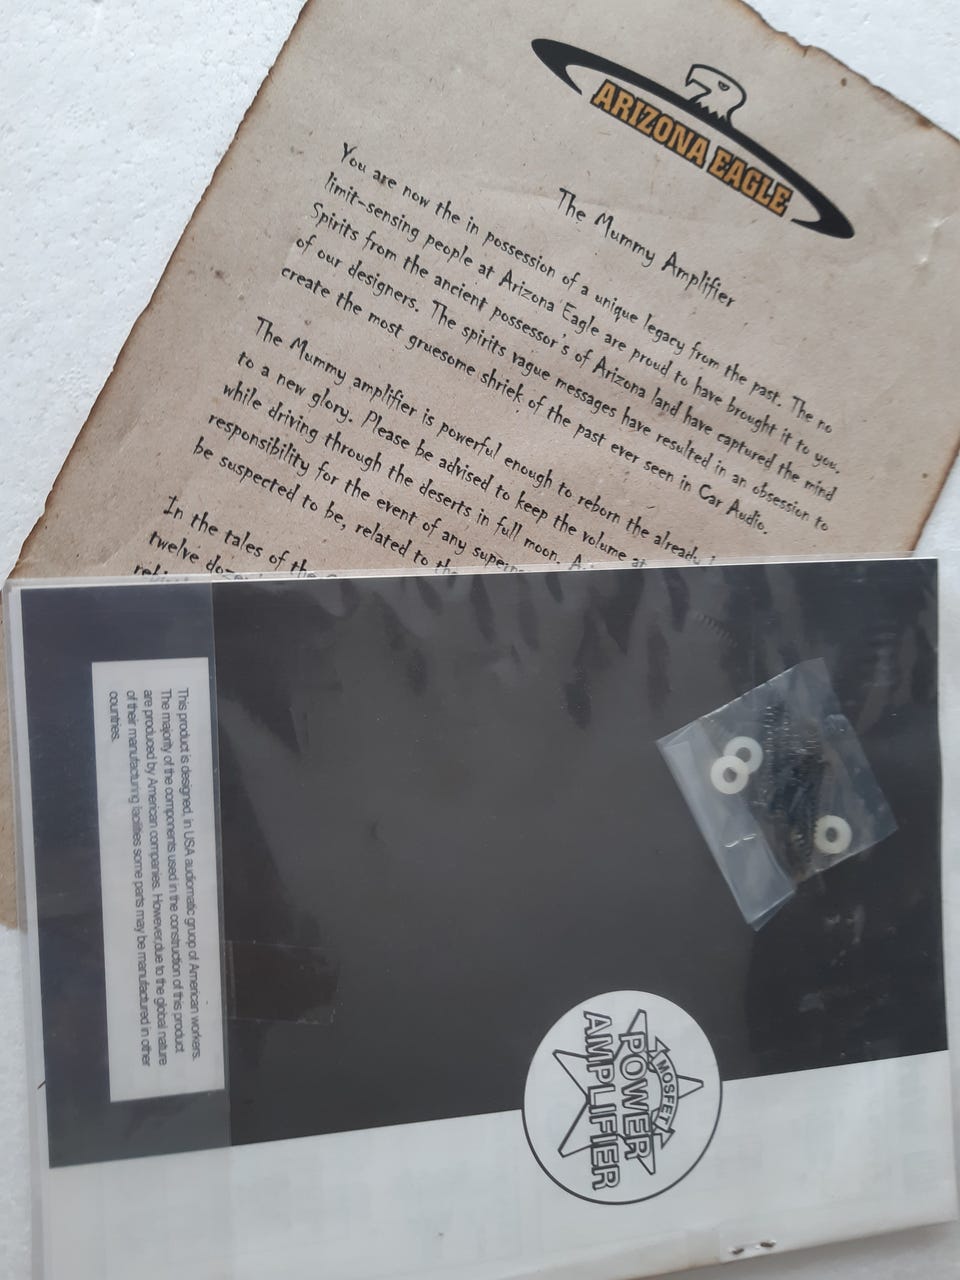 ARIZONA EAGLE
The Mummy Amplifier
You are now the in possession of a unique legacy from the past. The no
limit-sensing people at Arizona Eagle are proud to have brought it to you.
Spirits from the ancient possessor's of Arizona land have captured the mind
of our designers. The spirits vague messages have resulted in an obsession to
create the most gruesome shriek of the past ever seen in Car Audio.
The Mummy amplifier is powerful enough to reborn the already
to a new glory. Please be advised to keep the volume at
while driving through the deserts in full moon.
responsibility for the event of any
be suspected to be, related to the
In the tales of the
twelve
This product is designed, in USA audiomatic gruop of American workers.
The majority of the components used in the construction of this product
are produced by American companies. However,due to the global nature
of their manufacturing facilities some parts may be manufactured in other
countries.
MOSFET
POWER
AMPLIFIER